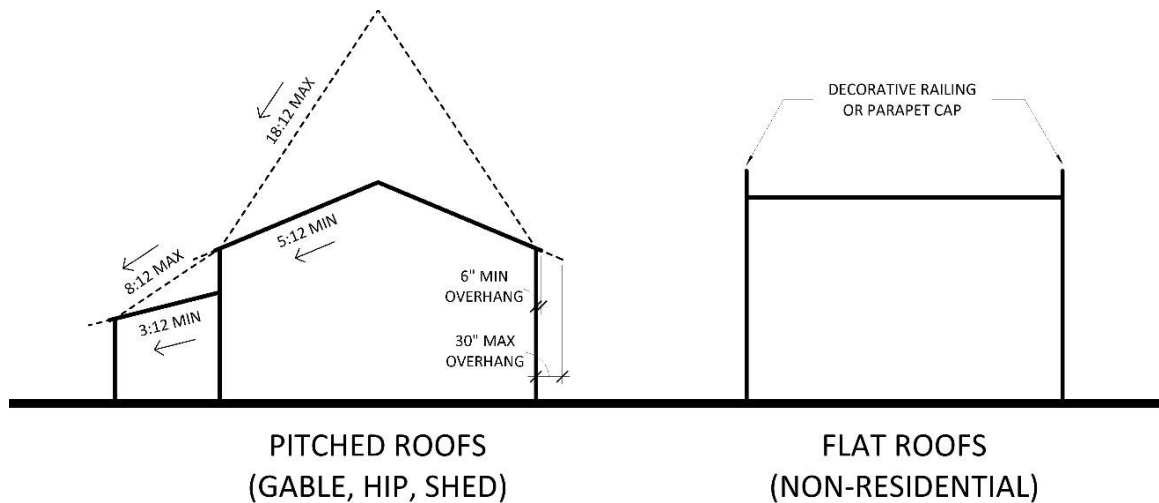 18:12 MAX
5:12 MIN
8:12 MAX
3:12 MIN
6" MIN
OVERHANG
30" MAX
OVERHANG
PITCHED ROOFS
(GABLE, HIP, SHED)
DECORATIVE RAILING
OR PARAPET CAP
FLAT ROOFS
(NON-RESIDENTIAL)